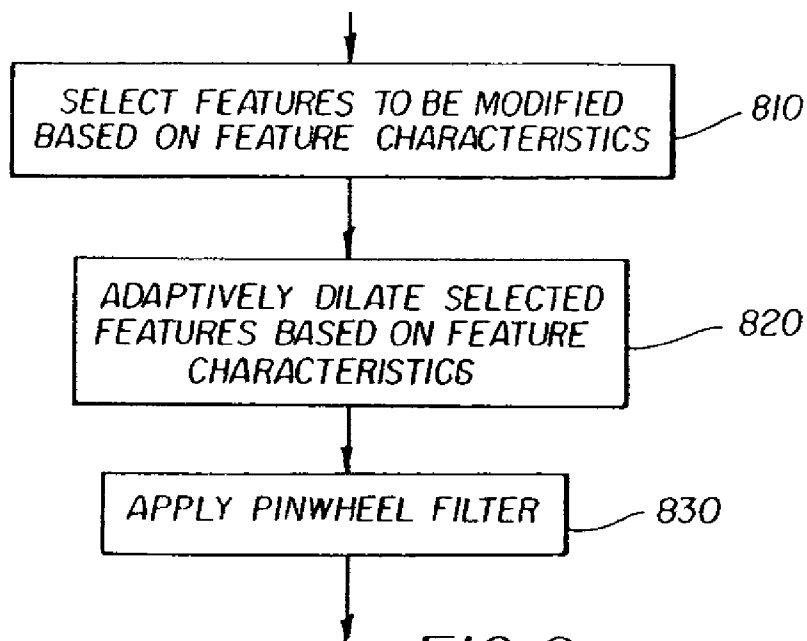 SELECT FEATURES TO BE MODIFIED
BASED ON FEATURE CHARACTERISTICS
810
ADAPTIVELY DILATE SELECTED
FEATURES BASED ON FEATURE
CHARACTERISTICS
820
APPLY PINWHEEL FILTER
830